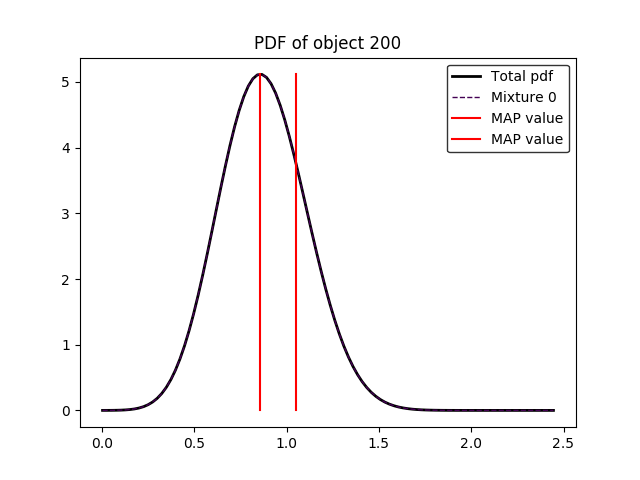 PDF of object 200
Total pdf
Mixture 0
MAP value
MAP value
5
4
3
2
1
0
0.0 0.5 1.0 1.5 2.0 2.5